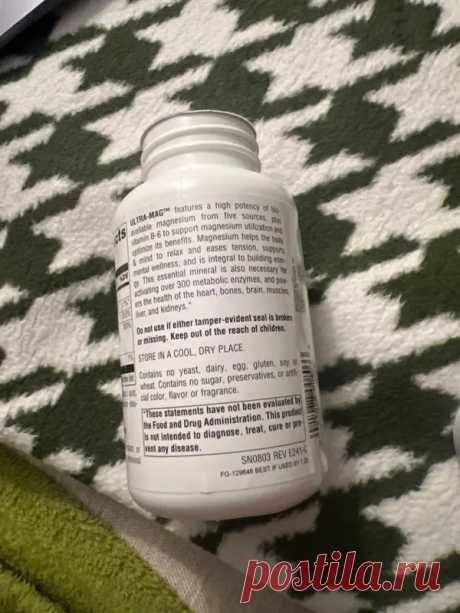 cts
ULTRA-MAG™ features a high potency of bio-
available magnesium from five sources, plus
vitamin B-6 to support magnesium utilization and
optimize its benefits. Magnesium helps the body
& mind to relax and eases tension, supports
mental wellness, and is integral to building
This essential mineral is also necessary for
activating over 300 metabolic enzymes, and
the health of the heart, bones, brain, muscles,
liver, and kidneys.*
Do not use if either tamper-evident seal is broken
or missing. Keep out of the reach of children.
STORE IN A COOL, DRY PLACE
Contains no yeast, dairy, egg, gluten, soy or
wheat. Contains no sugar, preservatives, or artifi-
cial color, flavor or fragrance.
*These statements have not been evaluated by
the Food and Drug Administration. This product
is not intended to diagnose, treat, cure or pre-
vent any disease.
SN0803 REV
FG-129648 BEST IF USED BY
postila.ru